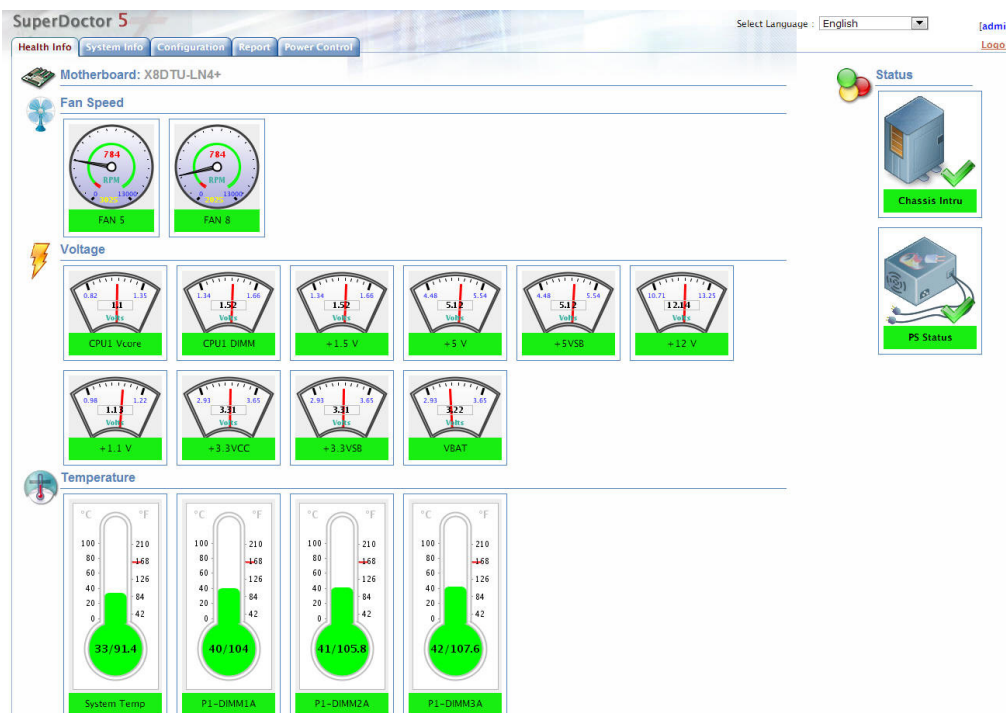 SuperDoctor 5
Select Language : English
[admi
Logo
Health Info System Info Configuration Report Power Control
Motherboard: X8DTU-LN4+
Status
Fan Speed
784
RPM
0 13000
2025
FAN 5
784
RPM
0 13000
2025
FAN 8
Chassis Intru
Voltage
0.82 1.35
1.1
Volts
CPU1 Vcore
1.34 1.66
1.52
Volts
CPU1 DIMM
1.34 1.66
1.52
Volts
+1.5 V
4.48 5.54
5.12
Volts
+5 V
4.48 5.54
5.12
Volts
+5VSB
10.71 13.25
12.14
Volts
+12 V
PS Status
0.98 1.22
1.13
Volts
+1.1 V
2.93 3.65
3.31
Volts
+3.3VCC
2.93 3.65
3.31
Volts
+3.3VSB
2.93 3.65
3.22
Volts
VBAT
Temperature
°C °F
100 210
80 168
60 126
40 84
20 42
0
33/91.4
System Temp
°C °F
100 210
80 168
60 126
40 84
20 42
0
40/104
P1-DIMM1A
°C °F
100 210
80 168
60 126
40 84
20 42
0
41/105.8
P1-DIMM2A
°C °F
100 210
80 168
60 126
40 84
20 42
0
42/107.6
P1-DIMM3A